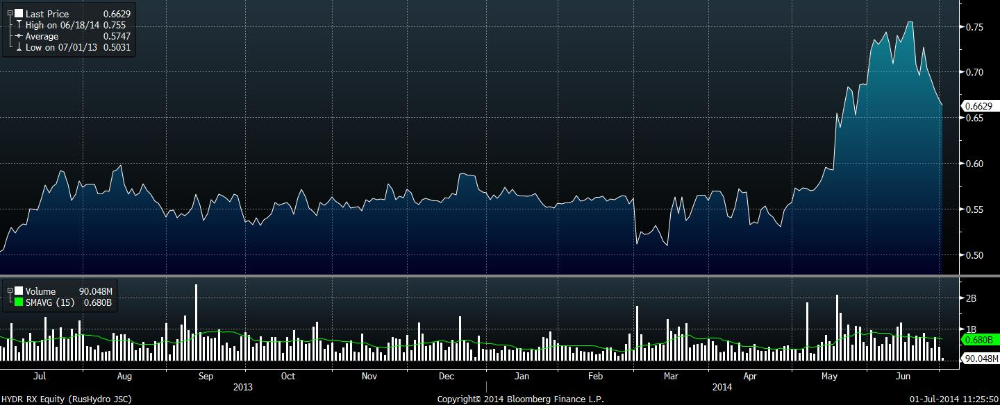 Last Price 0.6629
High on 06/18/14 0.755
Average 0.5747
Low on 07/01/13 0.5031
0.75
0.70
0.6629
0.65
0.60
0.55
0.50
Volume 90.048M
SMAVG (15) 0.680B
2B
1B
0.680B
90.048M
Jul Aug Sep Oct Nov Dec Jan Feb Mar Apr May Jun
2013 2014
HYDR RX Equity (RusHydro JSC) Copyright© 2014 Bloomberg Finance L.P. 01-Jul-2014 11:25:50